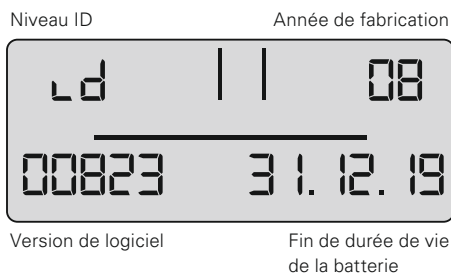 Niveau ID Année de fabrication
id || 08
00823 31.12.19
Version de logiciel Fin de durée de vie
de la batterie